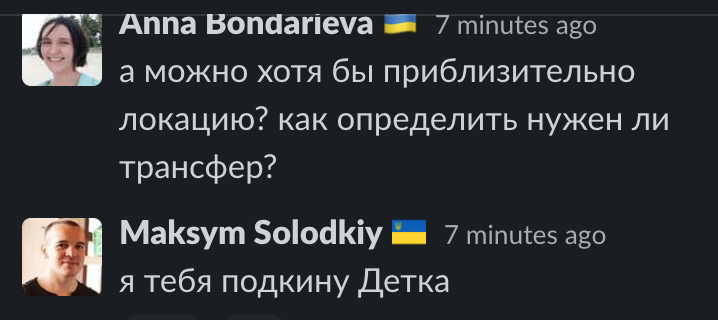 Anna Bondarieva 7 minutes ago
а можно хотя бы приблизительно
локацию? как определить нужен ли
трансфер?
Maksym Solodkiy 7 minutes ago
я тебя подкину Детка